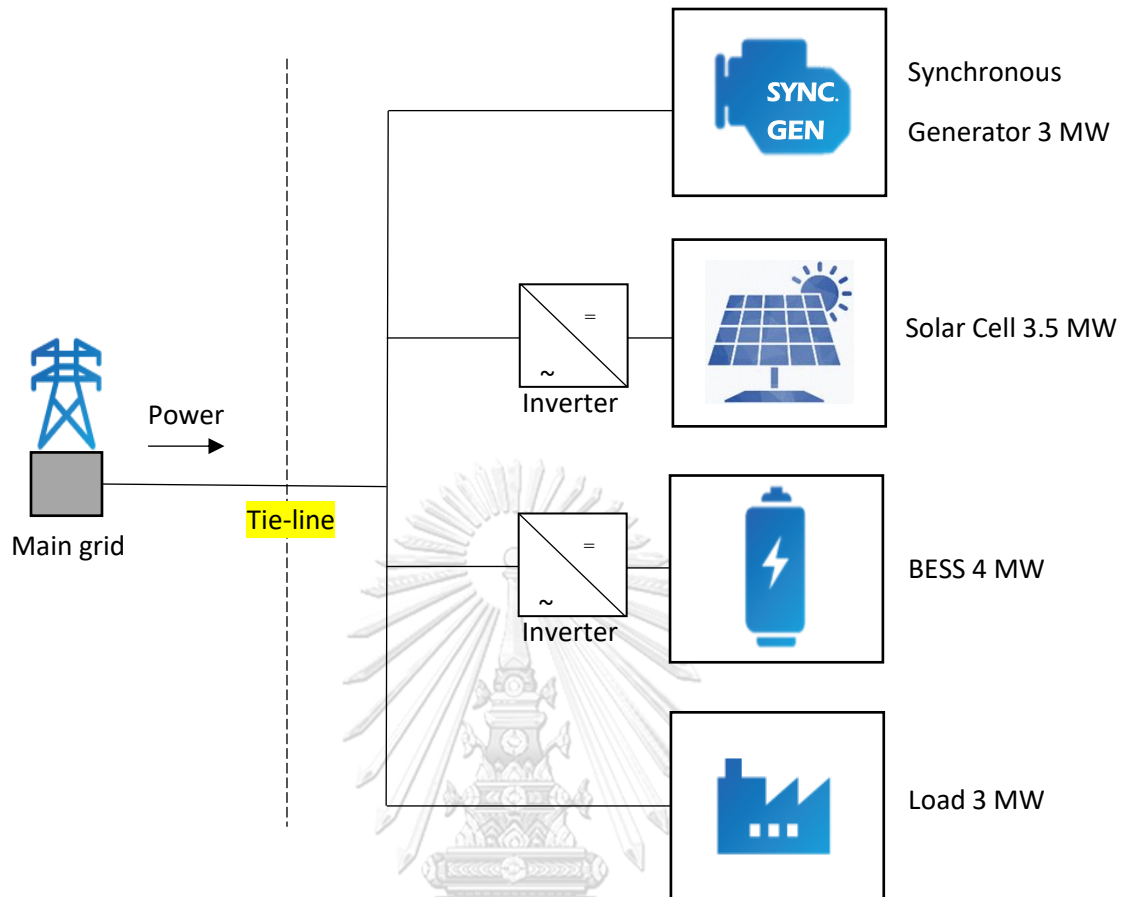 SYNC.
GEN
Synchronous
Generator 3 MW
=
~
Inverter
Solar Cell 3.5 MW
Power
Tie-line
Main grid
=
~
Inverter
BESS 4 MW
Load 3 MW